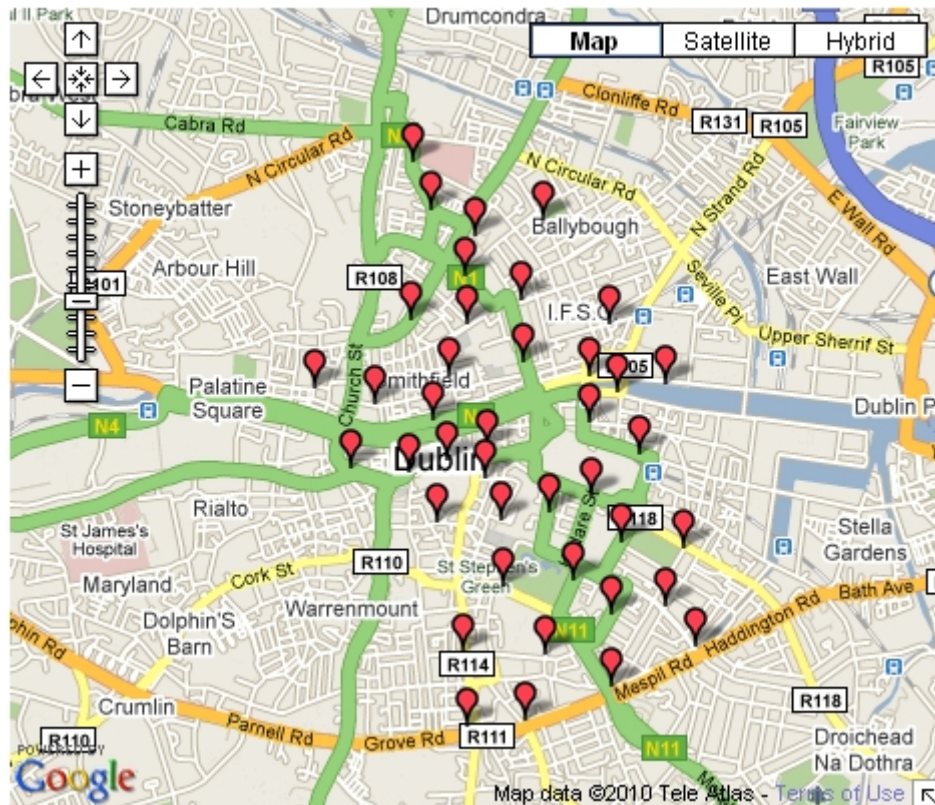 Drumcondra
Map
Satellite
Hybrid
R105
Clonliffe Rd
R131
R105
Fairview
Park
Cabra Rd
N Circular Rd
N Circular Rd
N Strand Rd
E Wall Rd
Stoneybatter
Ballybough
Arbour Hill
R108
N1
Seville Pl
East Wall
I.F.S.C
Upper Sherrif St
Church St
Palatine
Square
N4
Dublin
Rialto
St James's
Hospital
R110
Cork St
Maryland
St Stephen's
Green
Stella
Gardens
Bath Ave
Haddington Rd
Warrenmount
Dolphin'S
Barn
N11
R114
Mespil Rd
Crumlin
Parnell Rd
Grove Rd
R111
R118
R110
N11
Droichead
Na Dothra
POWERED BY
Google
Map data ©2010 Tele Atlas - Terms of Use